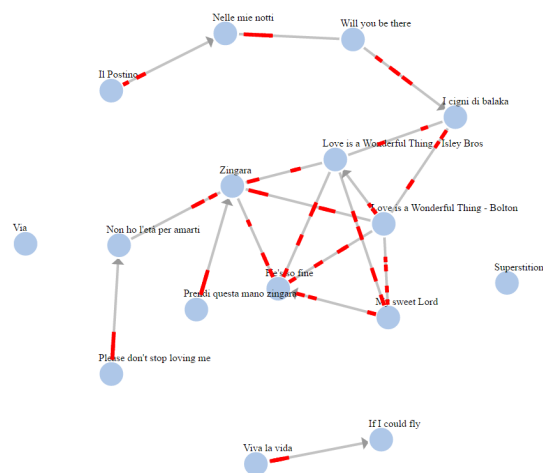 Nelle mie notti
Will you be there
Il Postino
I cigni di balaka
Love is a Wonderful Thing - Isley Bros
Zingara
Love is a Wonderful Thing - Bolton
Via
Non ho l'età per amarti
He's so fine
Superstition
Prendi questa mano zingara
My sweet Lord
Please don't stop loving me
If I could fly
Viva la vida